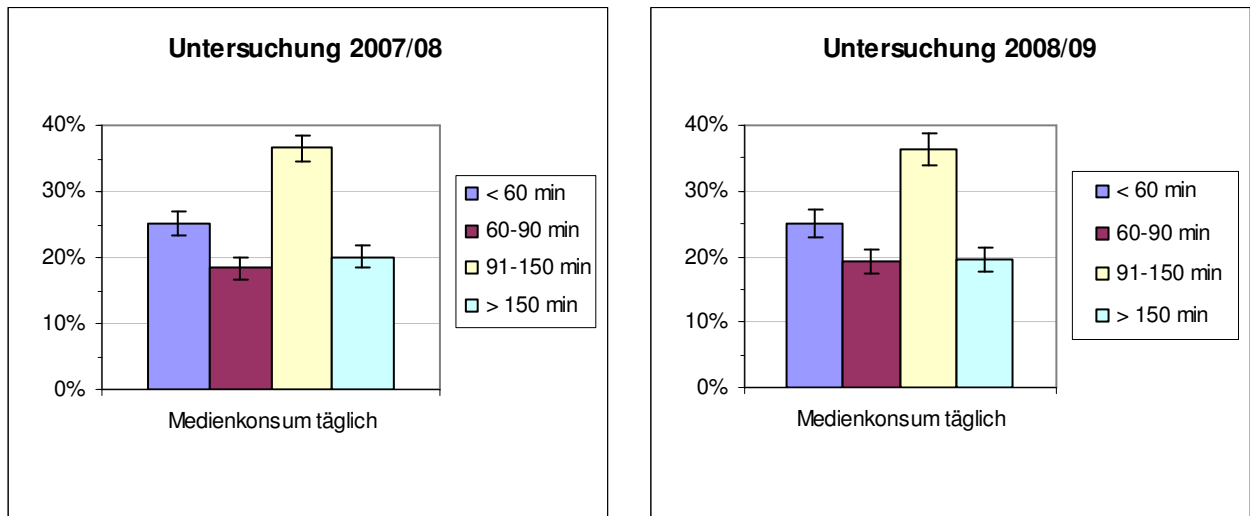 Untersuchung 2007/08
40%
30%
20%
10%
0%
Medienkonsum täglich
< 60 min
60-90 min
91-150 min
> 150 min
Untersuchung 2008/09
40%
30%
20%
10%
0%
Medienkonsum täglich
< 60 min
60-90 min
91-150 min
> 150 min